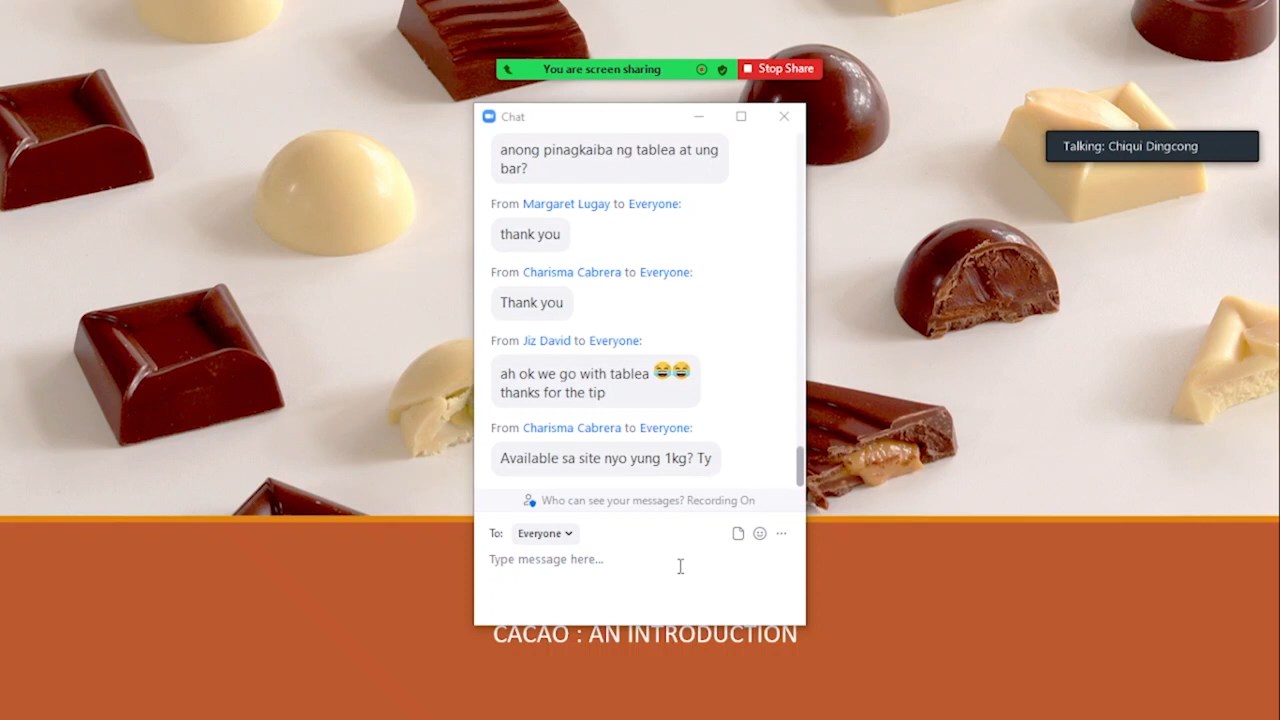 You are screen sharing
Stop Share
Chat
Talking: Chiqui Dingcong
anong pinagkaiba ng tablea at ung
bar?
From Margaret Lugay to Everyone:
thank you
From Charisma Cabrera to Everyone:
Thank you
From Jiz David to Everyone:
ah ok we go with tablea 😂😂
thanks for the tip
From Charisma Cabrera to Everyone:
Available sa site nyo yung 1kg? Ty
Who can see your messages? Recording On
To: Everyone
Type message here...
CACAO : AN INTRODUCTION